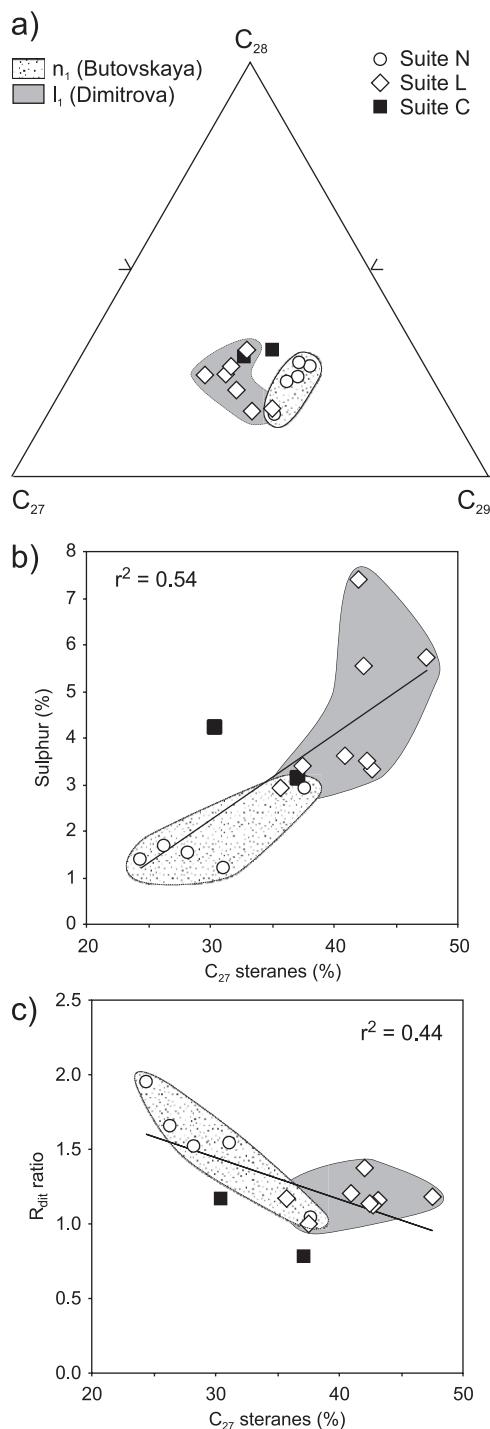 a)
C₂₈
n₁ (Butovskaya)
l₁ (Dimitrova)
Suite N
Suite L
Suite C
C₂₇
C₂₉
b)
r² = 0.54
8
7
6
5
4
3
2
1
0
Sulphur (%)
20 30 40 50
C₂₇ steranes (%)
c)
r² = 0.44
2.5
2.0
1.5
1.0
0.5
0.0
R_dit ratio
20 30 40 50
C₂₇ steranes (%)